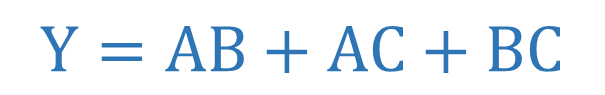 Y = AB + AC + BC